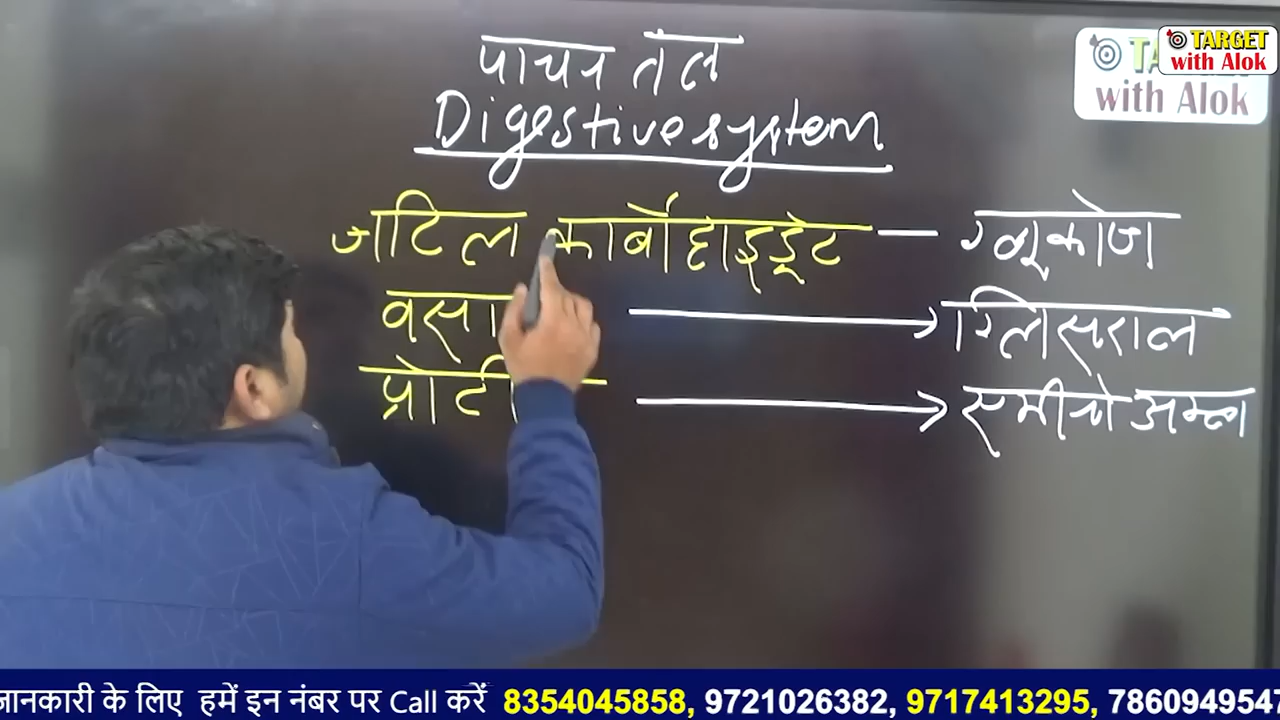 TARGET
with Alok
with Alok
पाचन तंत्र
Digestive system
जटिल कार्बोहाइड्रेट — ग्लूकोज
वसा → ग्लिसराल
प्रोटी → एमीनो अम्ल
जानकारी के लिए हमें इन नंबर पर Call करें 8354045858, 9721026382, 9717413295, 7860949547